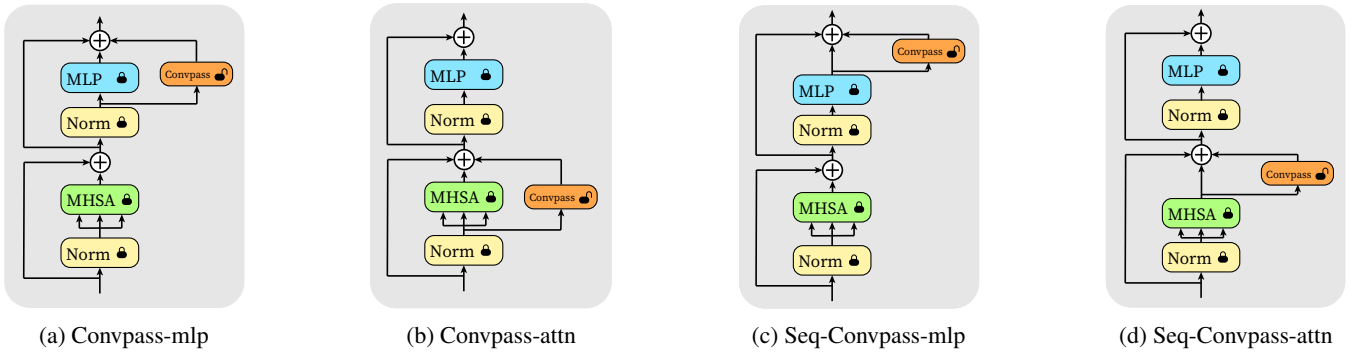 MLP
Convpass
Norm
MHSA
Norm
(a) Convpass-mlp
MLP
Norm
MHSA
Convpass
Norm
(b) Convpass-attn
Convpass
MLP
Norm
MHSA
Norm
(c) Seq-Convpass-mlp
MLP
Norm
Convpass
MHSA
Norm
(d) Seq-Convpass-attn